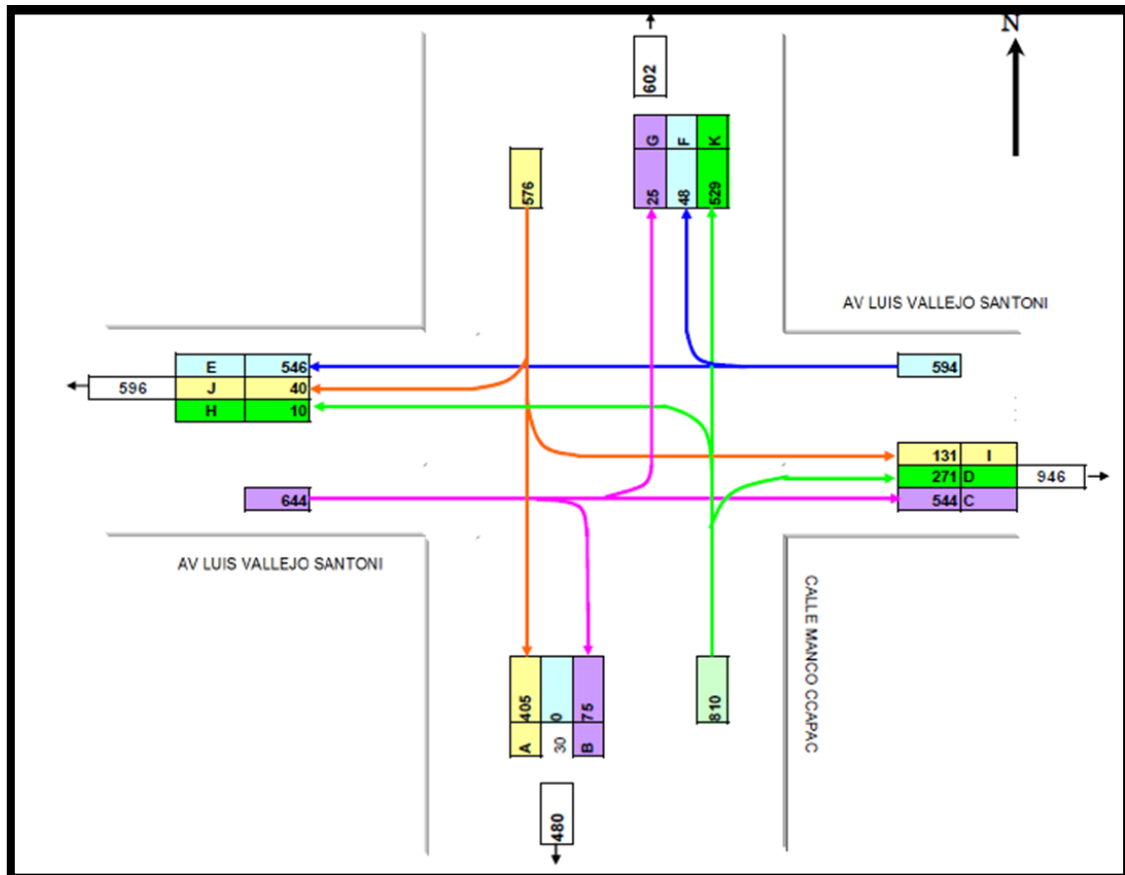 N
602
G F K
25 48 529
576
AV LUIS VALLEJO SANTONI
E 546
596 J 40
H 10
594
131 I
271 D 946
544 C
644
AV LUIS VALLEJO SANTONI
CALLE MANCO CCAPAC
405 0 75
A 30 B
810
480